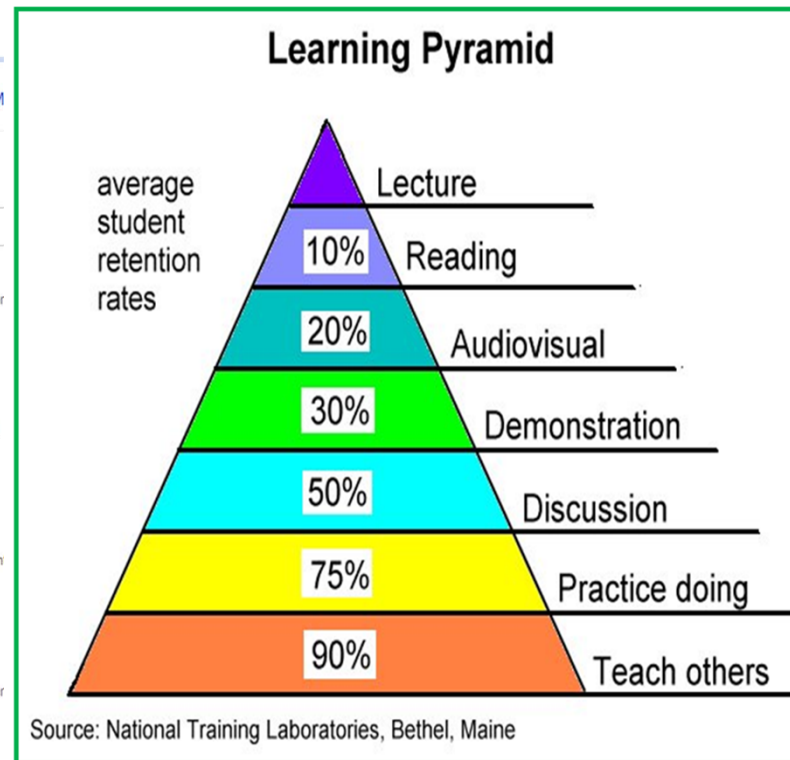 Learning Pyramid
average
student
retention
rates
Lecture
10%
Reading
20%
Audiovisual
30%
Demonstration
50%
Discussion
75%
Practice doing
90%
Teach others
Source: National Training Laboratories, Bethel, Maine